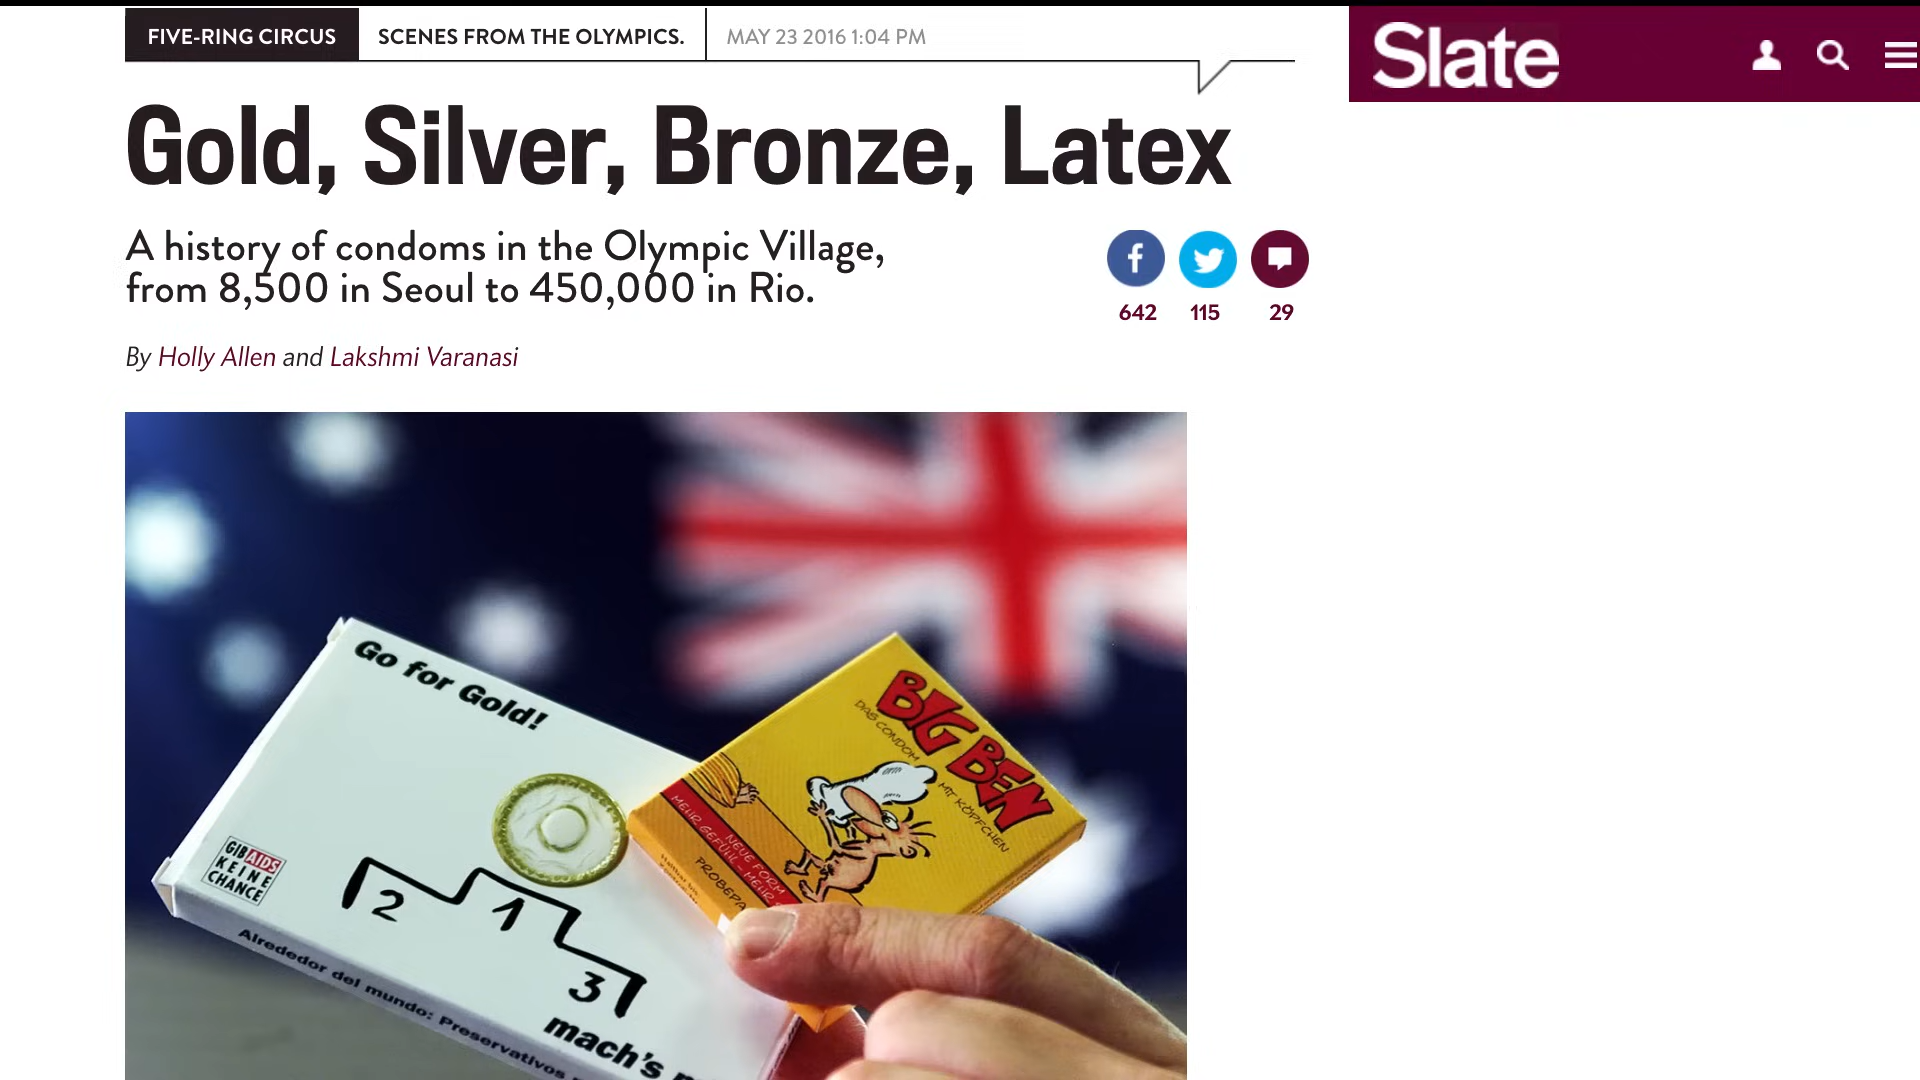 FIVE-RING CIRCUS
SCENES FROM THE OLYMPICS.
MAY 23 2016 1:04 PM
Slate
Gold, Silver, Bronze, Latex
A history of condoms in the Olympic Village,
from 8,500 in Seoul to 450,000 in Rio.
642
115
29
By Holly Allen and Lakshmi Varanasi
Go for Gold!
BIG BEN
DAS CONDOM MIT KÖPFCHEN
NEUE FORM
MEHR GEFÜHL - MEHR
PROBEPA
GIB AIDS
KEINE
CHANCE
2
1
3
mach's
Alrededor del mundo: Preservativos